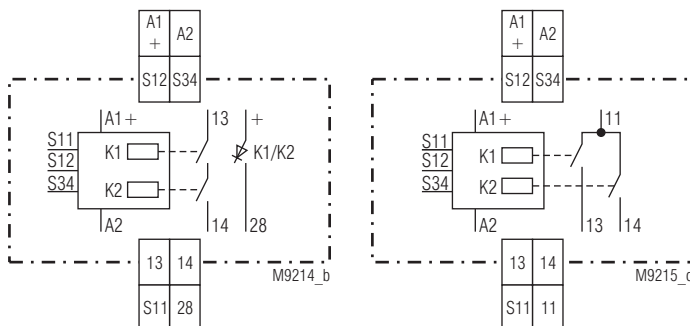 A1 A2
+
S12 S34
A1+ 13 +
S11
K1 K1/K2
S12
S34
K2
A2 14 28
13 14
M9214_b
S11 28
A1 A2
+
S12 S34
A1+ 11
S11
K1
S12
S34
K2
A2 13 14
13 14
S11 11